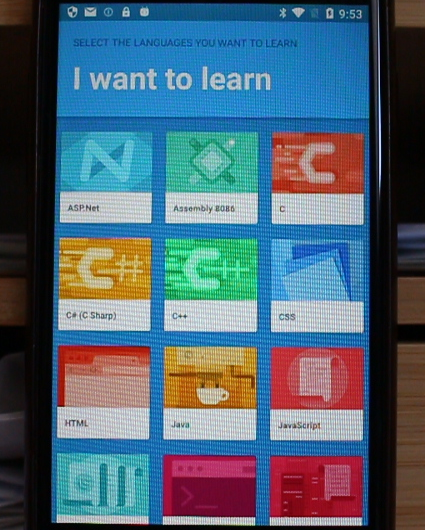 9:53
SELECT THE LANGUAGES YOU WANT TO LEARN
I want to learn
ASP.Net
Assembly 8086
C
C
C# (C Sharp)
C#
C++
C++
CSS
HTML
Java
JavaScript